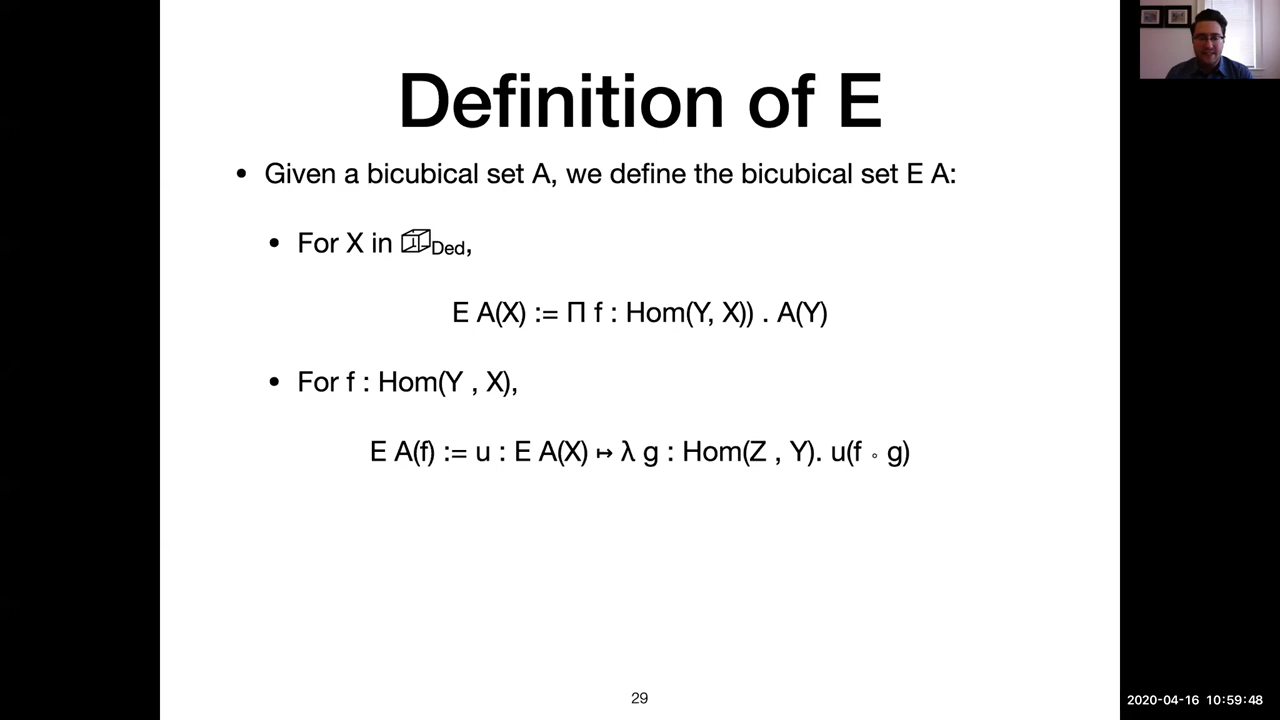 Definition of E
• Given a bicubical set A, we define the bicubical set E A:
• For X in □Ded,
E A(X) := Π f : Hom(Y, X)) . A(Y)
• For f : Hom(Y , X),
E A(f) := u : E A(X) ↦ λ g : Hom(Z , Y). u(f ∘ g)
29
2020-04-16 10:59:48